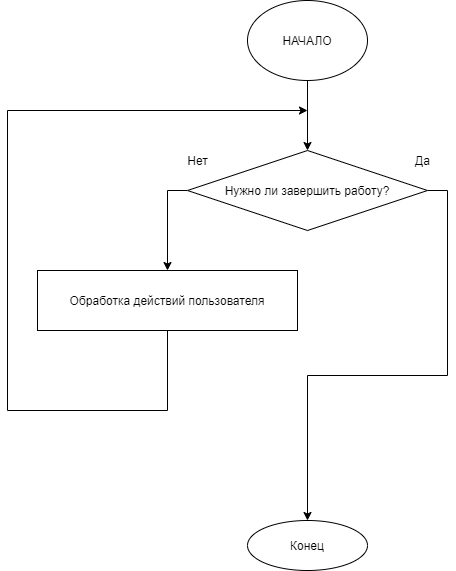 НАЧАЛО
Нет
Да
Нужно ли завершить работу?
Обработка действий пользователя
Конец